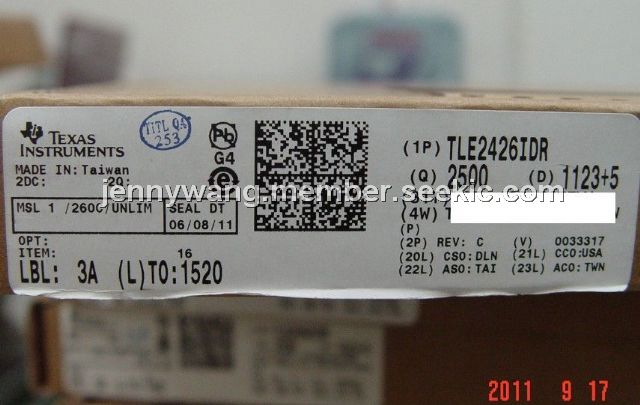 TEXAS
INSTRUMENTS
TITL QA
253
Pb
G4
MADE IN: Taiwan
2DC: 2Q:
MSL 1 /260C/UNLIM
SEAL DT
06/08/11
OPT:
ITEM: 16
LBL: 3A (L)TO:1520
(1P) TLE2426IDR
(Q) 2500 (D) 1123+5
(4W)
(P)
(2P) REV: C (V) 0033317
(20L) CSO:DLN (21L) CCO:USA
(22L) ASO:TAI (23L) ACO:TWN
jennywang-member.seekic.com
2011 9 17